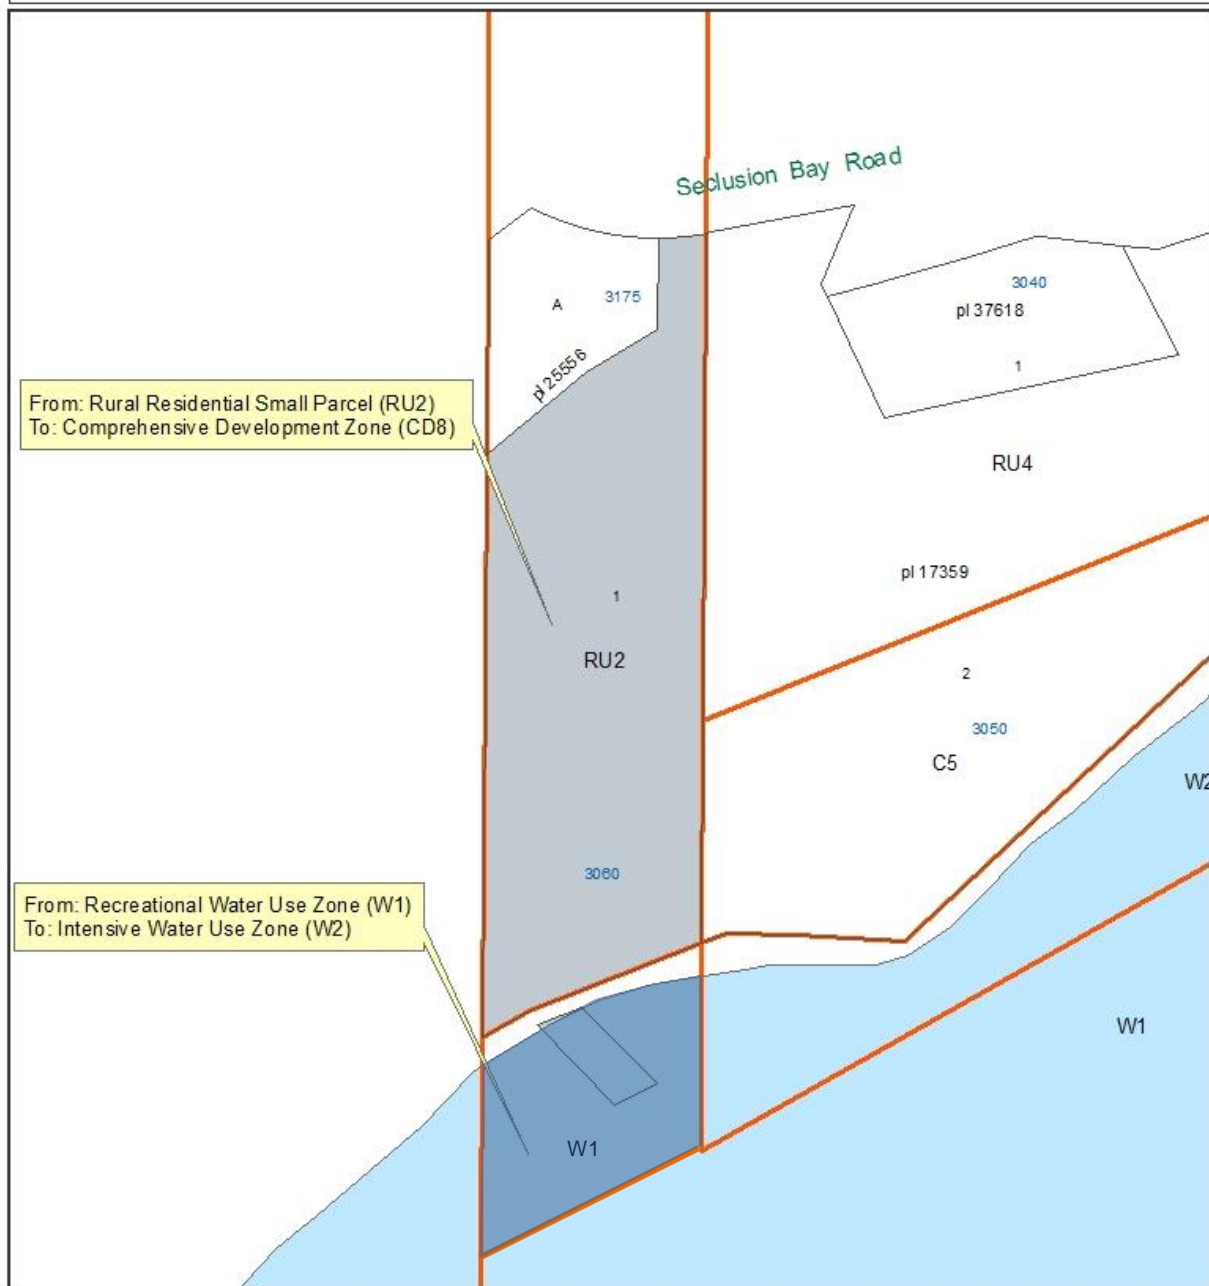 Seclusion Bay Road
A
3175
3040
pl 37618
1
pl 25556
From: Rural Residential Small Parcel (RU2)
To: Comprehensive Development Zone (CD8)
RU4
pl 17359
1
RU2
2
3050
C5
W2
3060
From: Recreational Water Use Zone (W1)
To: Intensive Water Use Zone (W2)
W1
W1